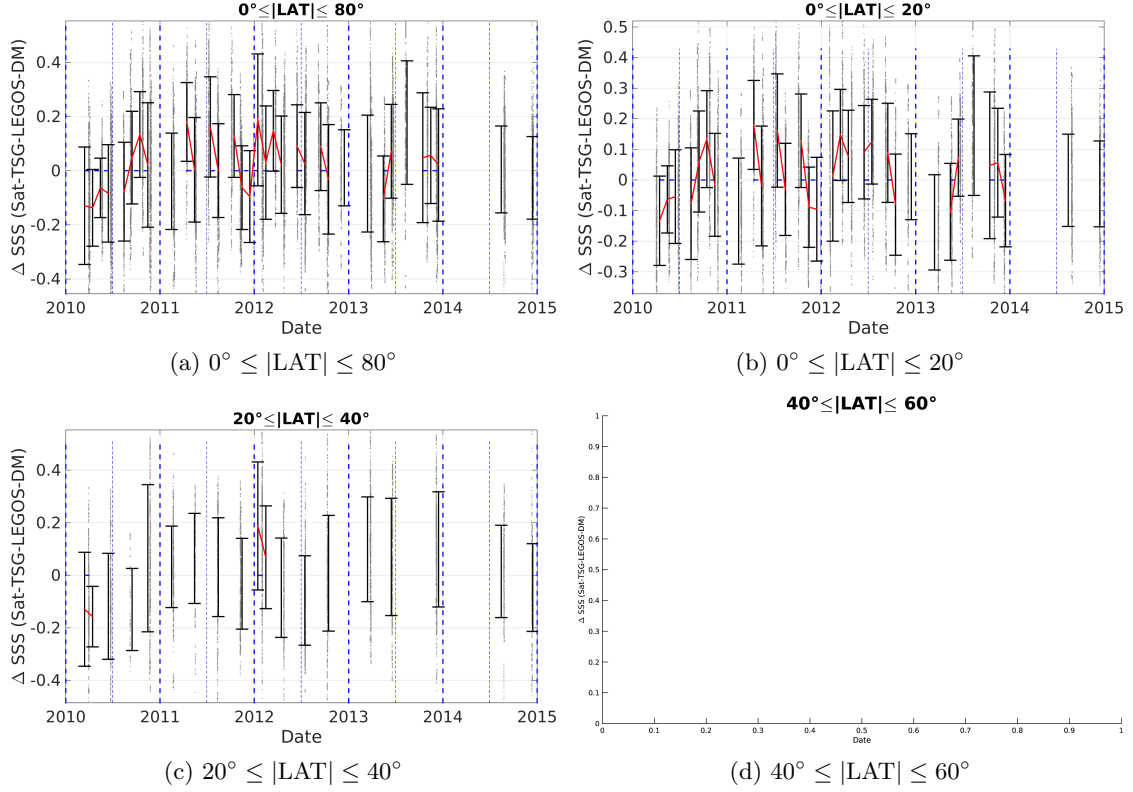 0°≤|LAT|≤ 80°
Δ SSS (Sat-TSG-LEGOS-DM)
0.4
0.2
0
-0.2
-0.4
2010 2011 2012 2013 2014 2015
Date
(a) 0° ≤ |LAT| ≤ 80°
0°≤|LAT|≤ 20°
Δ SSS (Sat-TSG-LEGOS-DM)
0.5
0.4
0.3
0.2
0.1
0
-0.1
-0.2
-0.3
2010 2011 2012 2013 2014 2015
Date
(b) 0° ≤ |LAT| ≤ 20°
20°≤|LAT|≤ 40°
Δ SSS (Sat-TSG-LEGOS-DM)
0.4
0.2
0
-0.2
-0.4
2010 2011 2012 2013 2014 2015
Date
(c) 20° ≤ |LAT| ≤ 40°
40°≤|LAT|≤ 60°
Δ SSS (Sat-TSG-LEGOS-DM)
1
0.9
0.8
0.7
0.6
0.5
0.4
0.3
0.2
0.1
0
0 0.1 0.2 0.3 0.4 0.5 0.6 0.7 0.8 0.9 1
Date
(d) 40° ≤ |LAT| ≤ 60°